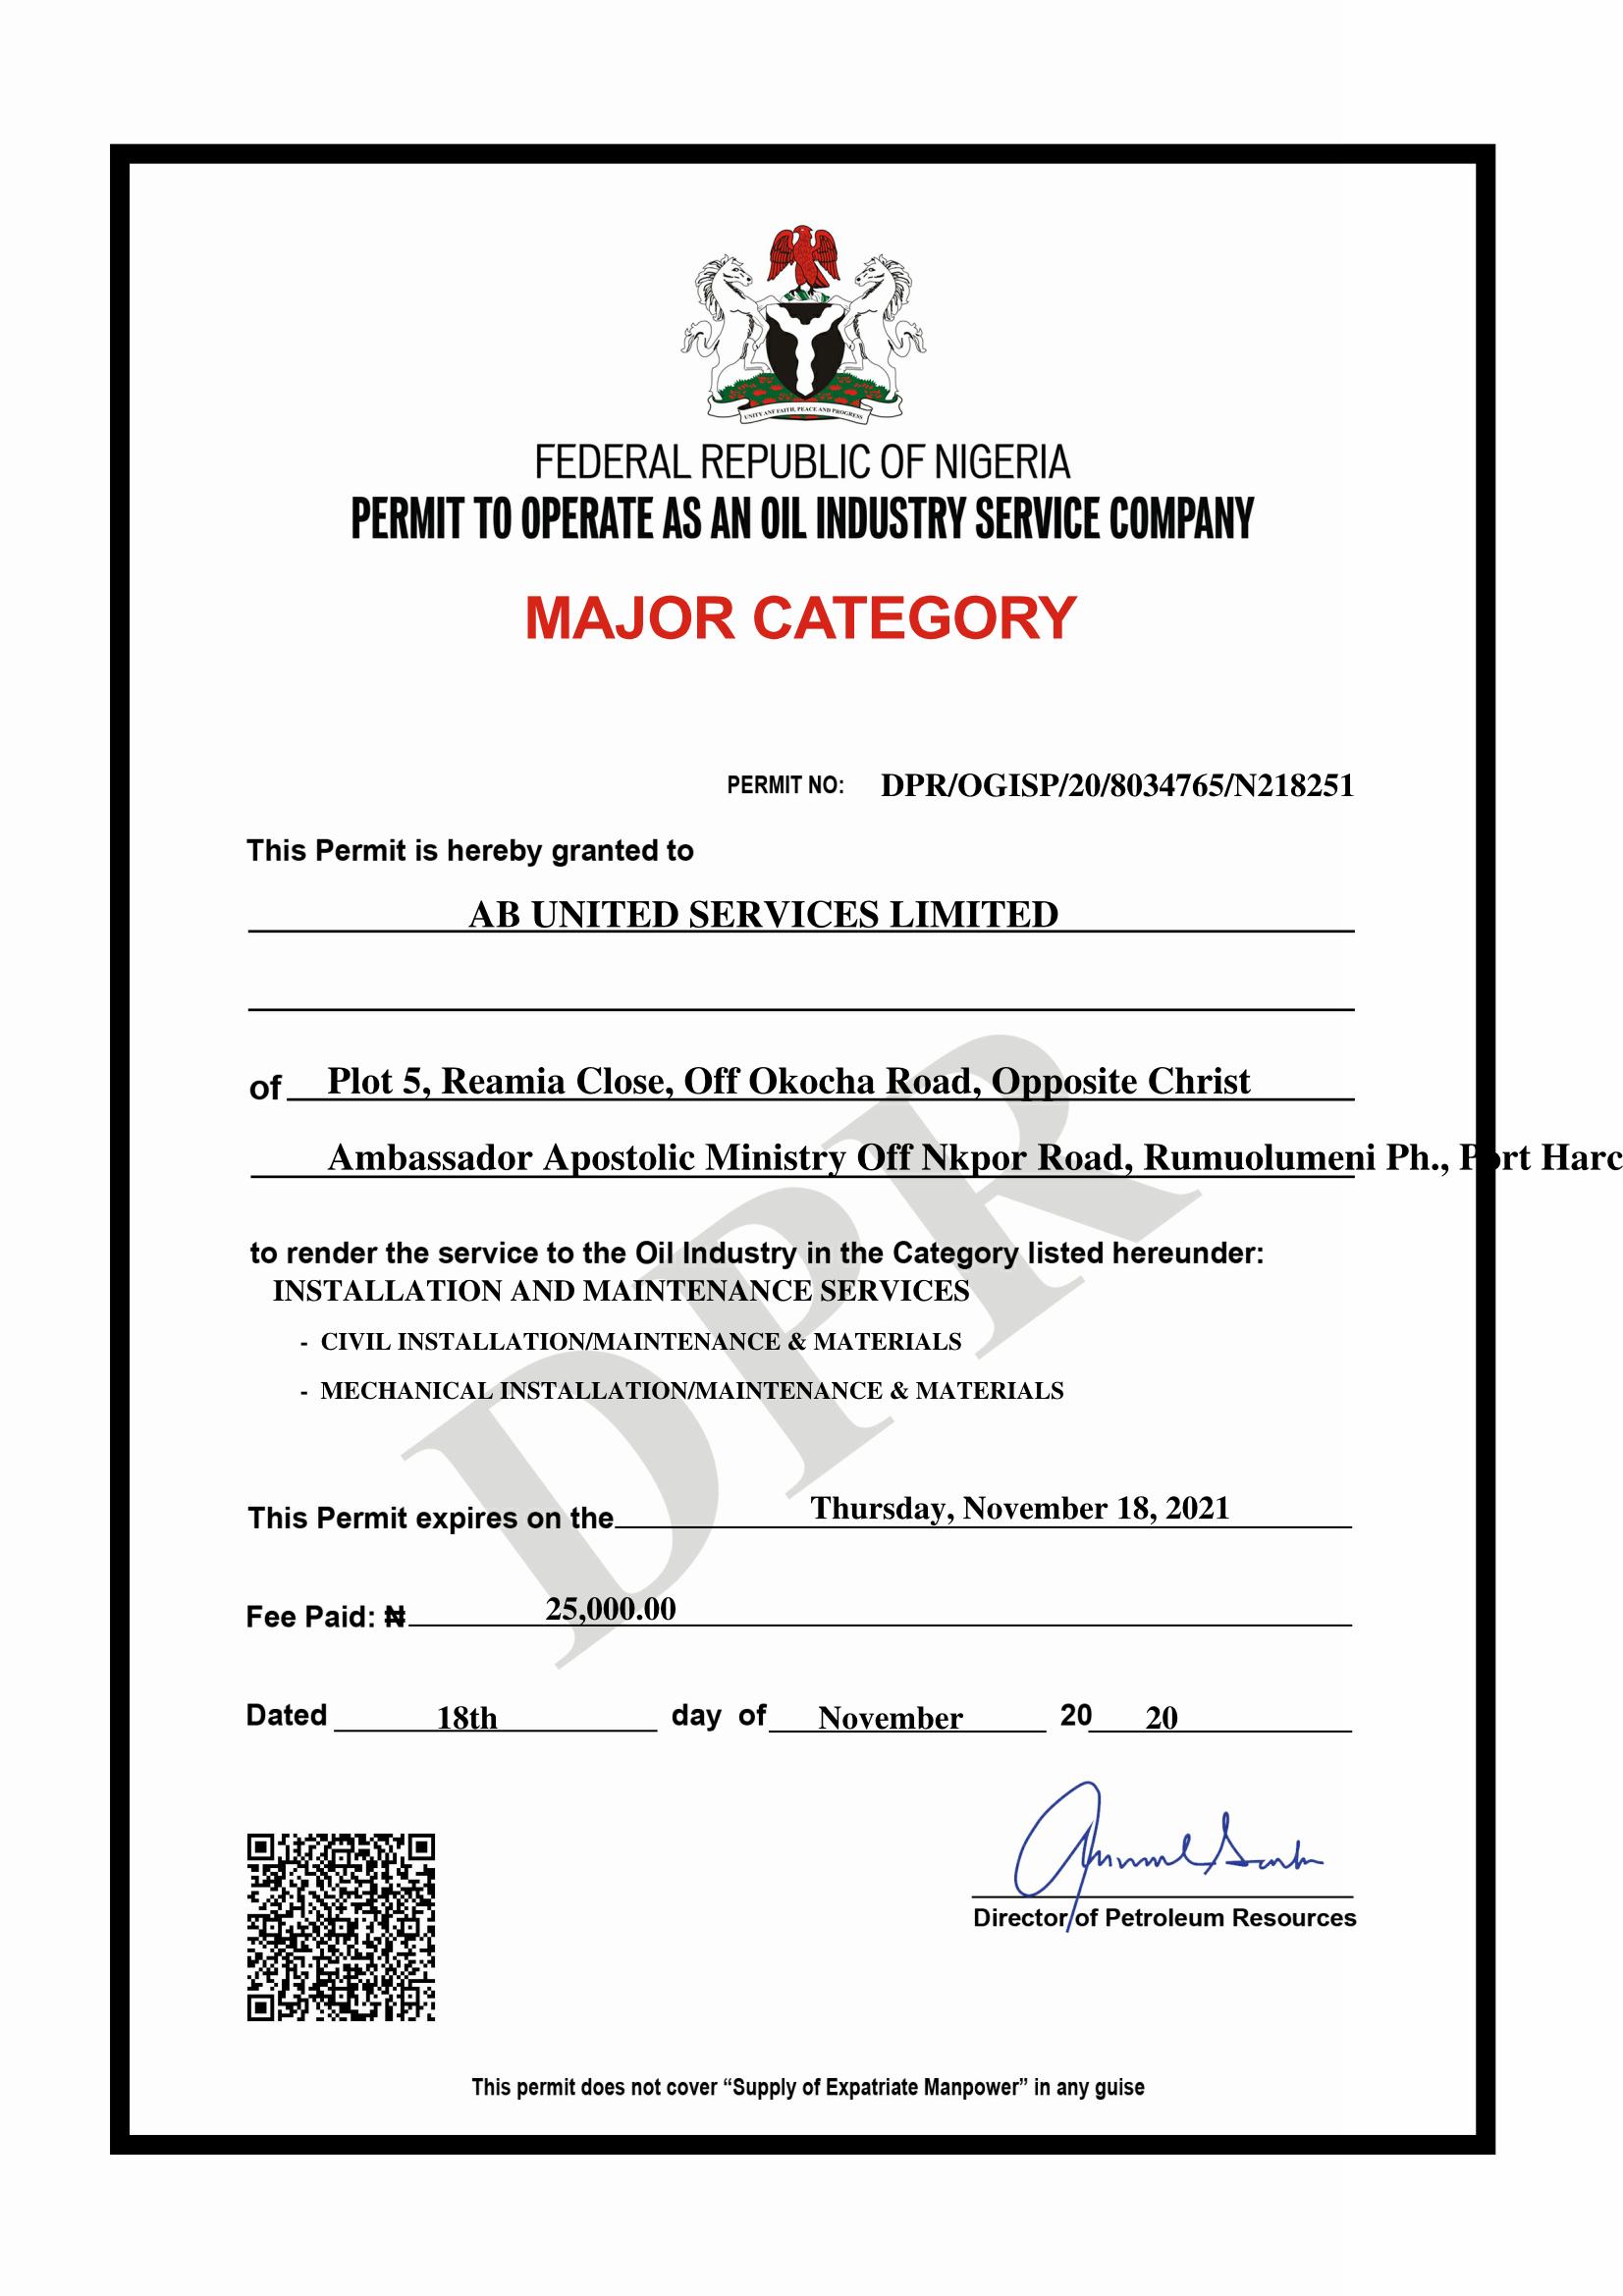 UNITY ANF FAITH, PEACE AND PROGRESS
FEDERAL REPUBLIC OF NIGERIA
PERMIT TO OPERATE AS AN OIL INDUSTRY SERVICE COMPANY
MAJOR CATEGORY
PERMIT NO: DPR/OGISP/20/8034765/N218251
This Permit is hereby granted to
AB UNITED SERVICES LIMITED
of Plot 5, Reamia Close, Off Okocha Road, Opposite Christ
Ambassador Apostolic Ministry Off Nkpor Road, Rumuolumeni Ph., Port Harc
to render the service to the Oil Industry in the Category listed hereunder:
INSTALLATION AND MAINTENANCE SERVICES
- CIVIL INSTALLATION/MAINTENANCE & MATERIALS
- MECHANICAL INSTALLATION/MAINTENANCE & MATERIALS
DPR
This Permit expires on the Thursday, November 18, 2021
Fee Paid: ₦ 25,000.00
Dated 18th day of November 20 20
Director of Petroleum Resources
This permit does not cover “Supply of Expatriate Manpower” in any guise